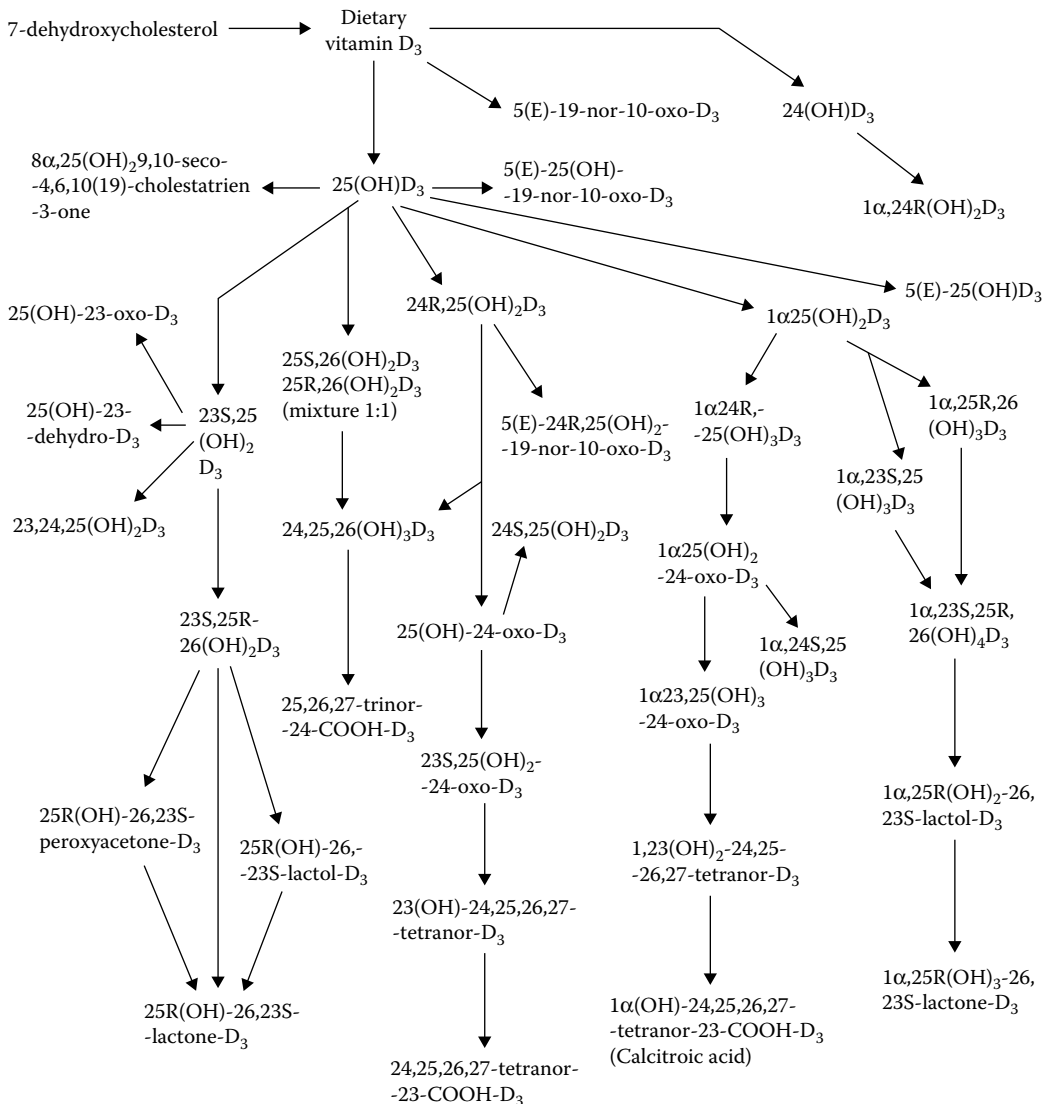 7-dehydroxycholesterol
Dietary
vitamin D₃
5(E)-19-nor-10-oxo-D₃
24(OH)D₃
8α,25(OH)₂9,10-seco-
-4,6,10(19)-cholestatrien
-3-one
25(OH)D₃
5(E)-25(OH)-
-19-nor-10-oxo-D₃
1α,24R(OH)₂D₃
25(OH)-23-oxo-D₃
24R,25(OH)₂D₃
5(E)-25(OH)D₃
1α25(OH)₂D₃
25S,26(OH)₂D₃
25R,26(OH)₂D₃
(mixture 1:1)
25(OH)-23-
-dehydro-D₃
23S,25
(OH)₂
D₃
5(E)-24R,25(OH)₂-
-19-nor-10-oxo-D₃
1α24R,-
-25(OH)₃D₃
1α,25R,26
(OH)₃D₃
1α,23S,25
(OH)₃D₃
23,24,25(OH)₂D₃
24,25,26(OH)₃D₃
24S,25(OH)₂D₃
1α25(OH)₂
-24-oxo-D₃
23S,25R-
26(OH)₂D₃
25(OH)-24-oxo-D₃
1α,24S,25
(OH)₃D₃
1α,23S,25R,
26(OH)₄D₃
25,26,27-trinor-
-24-COOH-D₃
1α23,25(OH)₃
-24-oxo-D₃
23S,25(OH)₂-
-24-oxo-D₃
1α,25R(OH)₂-26,
23S-lactol-D₃
25R(OH)-26,23S-
peroxyacetone-D₃
25R(OH)-26,-
-23S-lactol-D₃
1,23(OH)₂-24,25-
-26,27-tetranor-D₃
23(OH)-24,25,26,27-
-tetranor-D₃
25R(OH)-26,23S-
-lactone-D₃
1α(OH)-24,25,26,27-
-tetranor-23-COOH-D₃
(Calcitroic acid)
1α,25R(OH)₃-26,
23S-lactone-D₃
24,25,26,27-tetranor-
-23-COOH-D₃